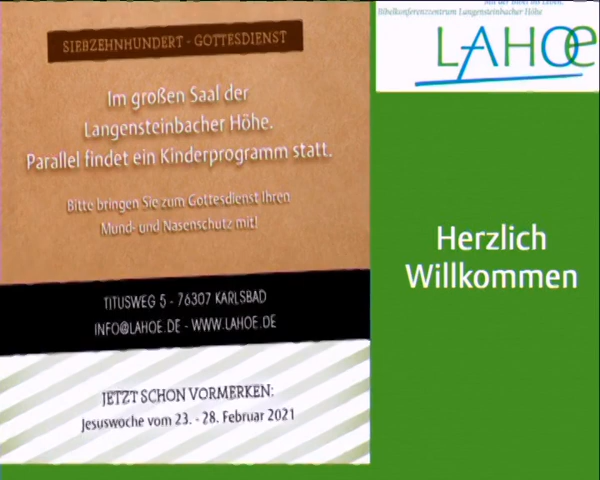 SIEBZEHNHUNDERT - GOTTESDIENST
Im großen Saal der
Langensteinbacher Höhe.
Parallel findet ein Kinderprogramm statt.
Bitte bringen Sie zum Gottesdienst Ihren
Mund- und Nasenschutz mit!
TITUSWEG 5 - 76307 KARLSBAD
INFO@LAHOE.DE - WWW.LAHOE.DE
JETZT SCHON VORMERKEN:
Jesuswoche vom 23. - 28. Februar 2021
Bibelkonferenzzentrum Langensteinbacher Höhe
LAHOe
Herzlich
Willkommen